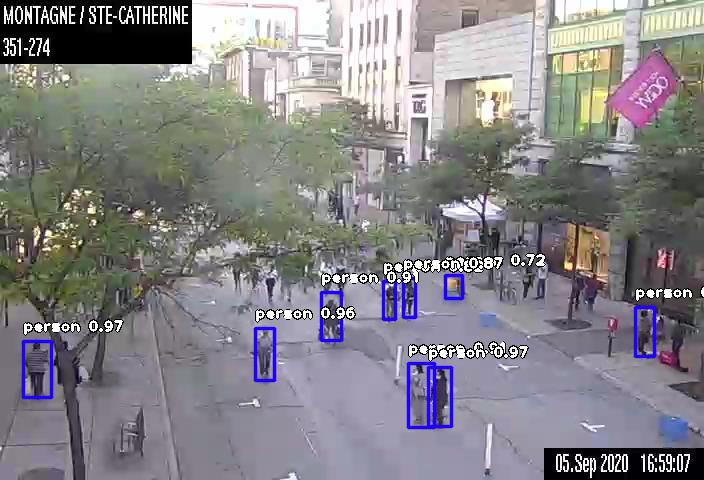 MONTAGNE / STE-CATHERINE
351-274
OGW
0.87
0.72
person 0.91
person
person 0.96
person 0.97
person 0.97
05.Sep 2020 16:59:07